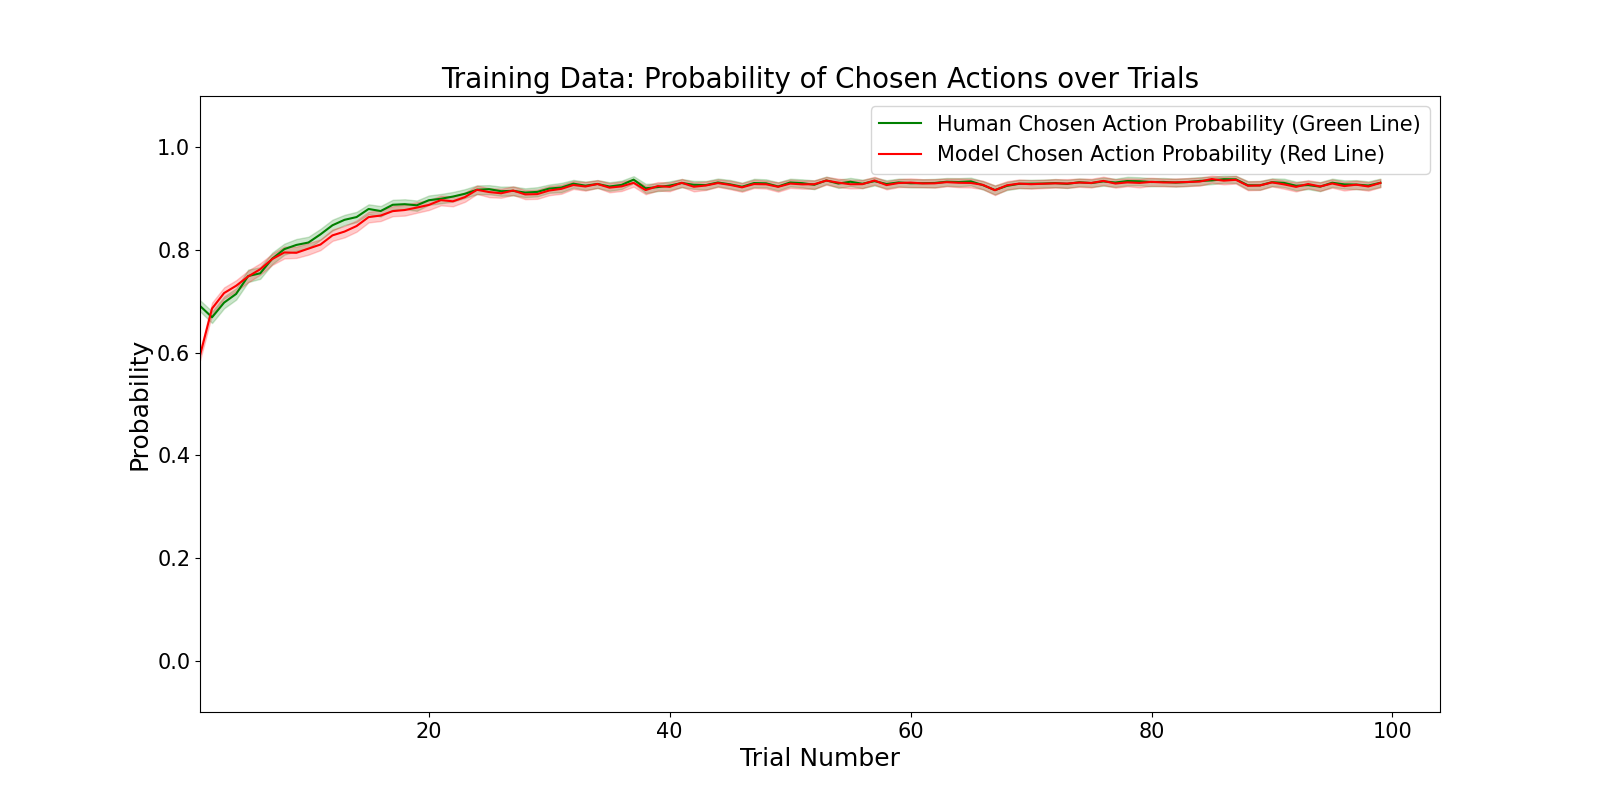 Training Data: Probability of Chosen Actions over Trials
Human Chosen Action Probability (Green Line)
Model Chosen Action Probability (Red Line)
Probability
1.0
0.8
0.6
0.4
0.2
0.0
20 40 60 80 100
Trial Number